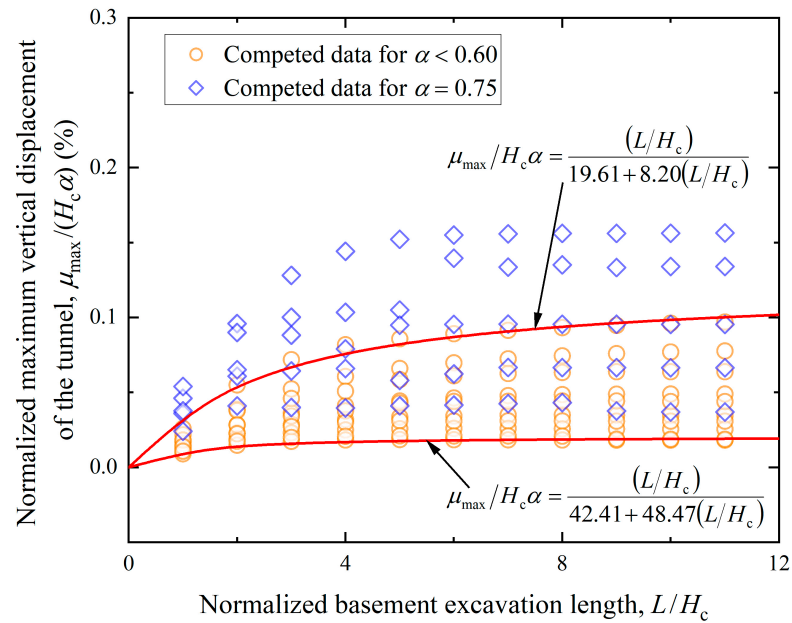 0.3
0.2
0.1
0.0
Normalized maximum vertical displacement
of the tunnel, μmax/(Hcα) (%)
Competed data for α < 0.60
Competed data for α = 0.75
μmax/Hcα = (L/Hc) / 19.61+8.20(L/Hc)
μmax/Hcα = (L/Hc) / 42.41+48.47(L/Hc)
0 4 8 12
Normalized basement excavation length, L/Hc